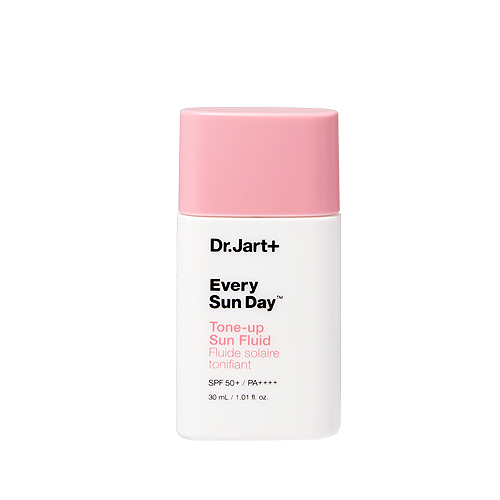 Dr.Jart+
Every
Sun Day™
Tone-up
Sun Fluid
Fluide solaire
tonifiant
SPF 50+ / PA++++
30 mL / 1.01 fl. oz.